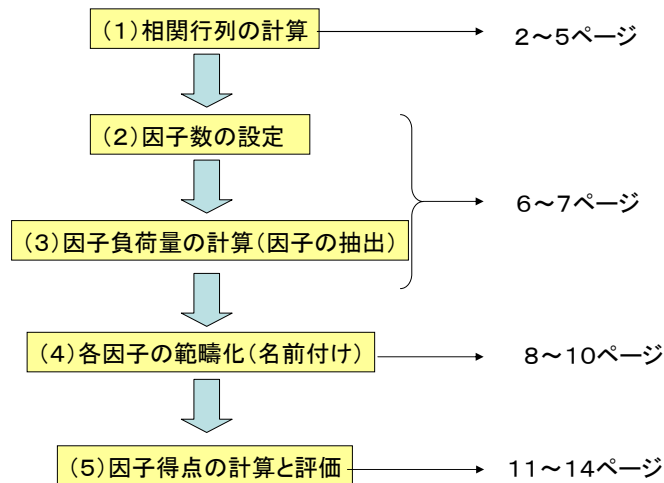 (1)相関行列の計算
2～5ページ
(2)因子数の設定
6～7ページ
(3)因子負荷量の計算(因子の抽出)
(4)各因子の範疇化(名前付け)
8～10ページ
(5)因子得点の計算と評価
11～14ページ